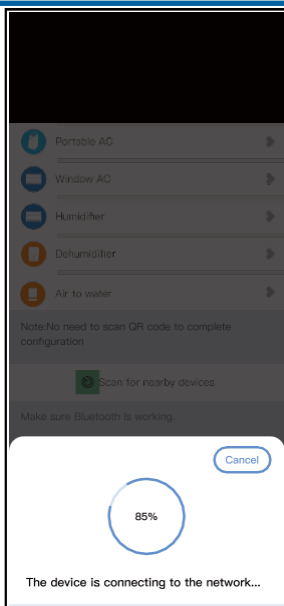 Portable AC
Window AC
Humidifier
Dehumidifier
Air to water
Note:No need to scan QR code to complete
configuration
Scan for nearby devices
Make sure Bluetooth is working.
Cancel
85%
The device is connecting to the network...